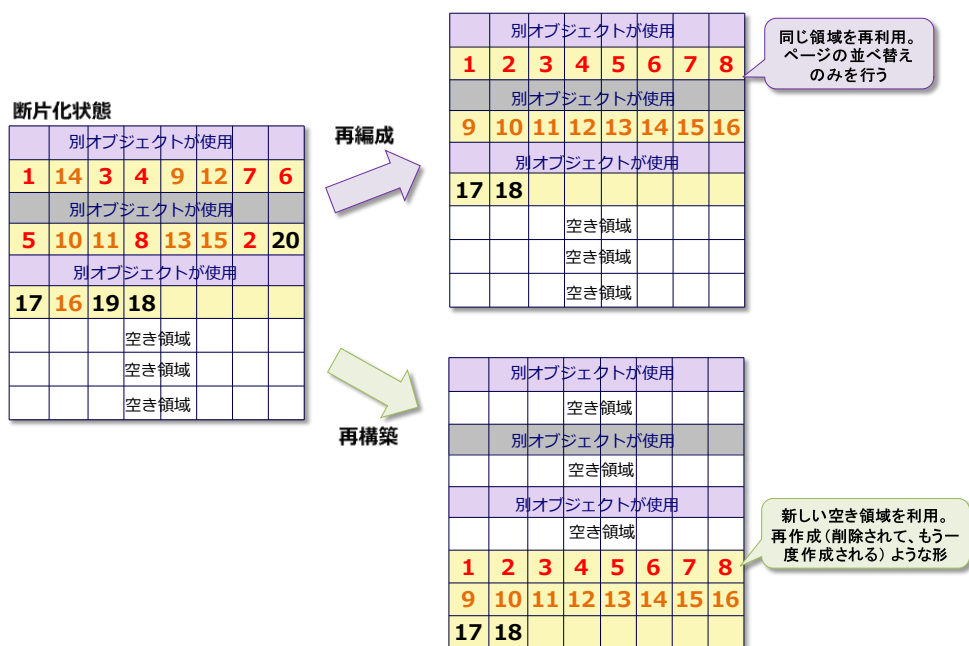 断片化状態
別オブジェクトが使用
1 14 3 4 9 12 7 6
別オブジェクトが使用
5 10 11 8 13 15 2 20
別オブジェクトが使用
17 16 19 18
空き領域
空き領域
空き領域
再編成
別オブジェクトが使用
1 2 3 4 5 6 7 8
別オブジェクトが使用
9 10 11 12 13 14 15 16
別オブジェクトが使用
17 18
空き領域
空き領域
空き領域
同じ領域を再利用。
ページの並べ替え
のみを行う
再構築
別オブジェクトが使用
空き領域
別オブジェクトが使用
空き領域
別オブジェクトが使用
空き領域
1 2 3 4 5 6 7 8
9 10 11 12 13 14 15 16
17 18
新しい空き領域を利用。
再作成(削除されて、もう一
度作成される)ような形